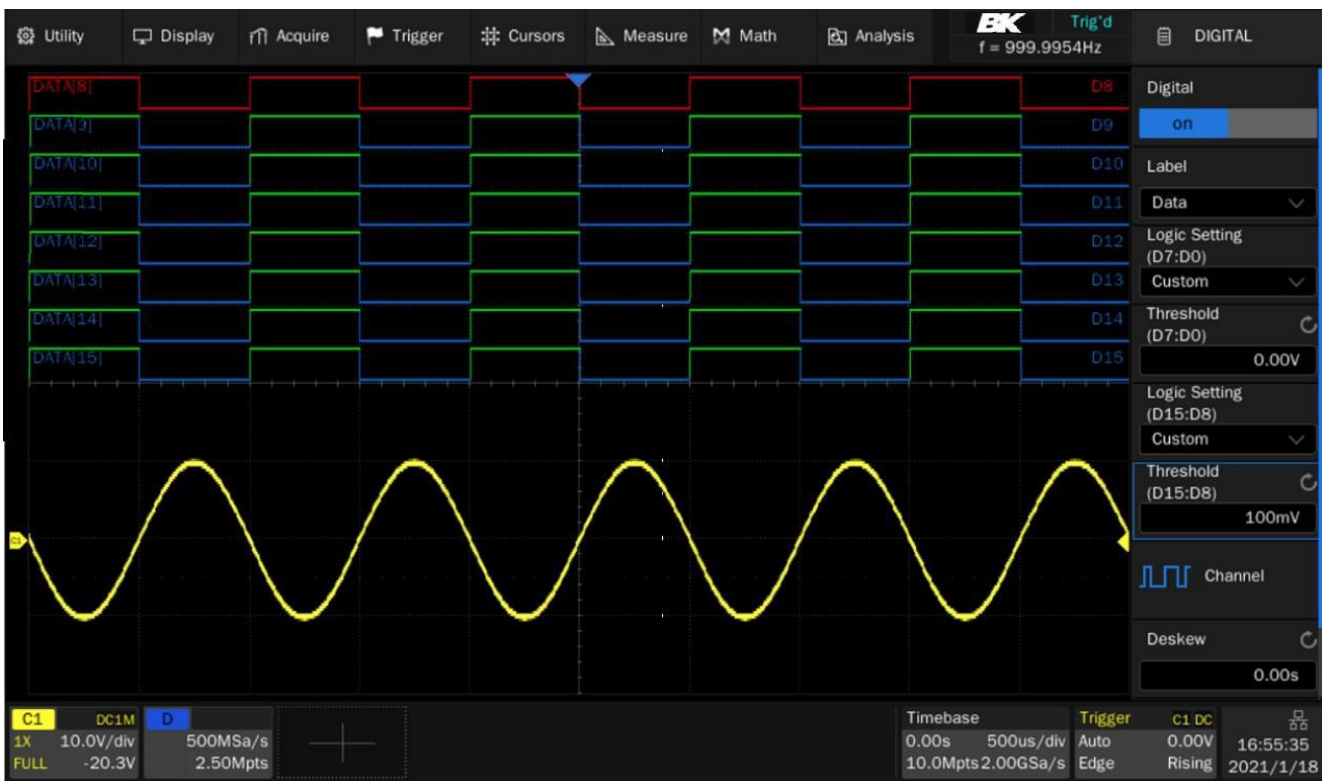 Utility Display Acquire Trigger Cursors Measure Math Analysis BK Trig'd DIGITAL
f = 999.9954Hz
DATA[8] D8
DATA[9] D9
DATA[10] D10
DATA[11] D11
DATA[12] D12
DATA[13] D13
DATA[14] D14
DATA[15] D15
C1
Digital
on
Label
Data
Logic Setting
(D7:D0)
Custom
Threshold
(D7:D0)
0.00V
Logic Setting
(D15:D8)
Custom
Threshold
(D15:D8)
100mV
Channel
Deskew
0.00s
C1 DC1M D Timebase Trigger C1 DC
1X 10.0V/div 500MSa/s 0.00s 500us/div Auto 0.00V 16:55:35
FULL -20.3V 2.50Mpts 10.0Mpts 2.00GSa/s Edge Rising 2021/1/18